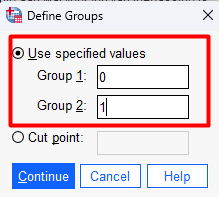 Define Groups
Use specified values
Group 1: 0
Group 2: 1
Cut point:
Continue Cancel Help